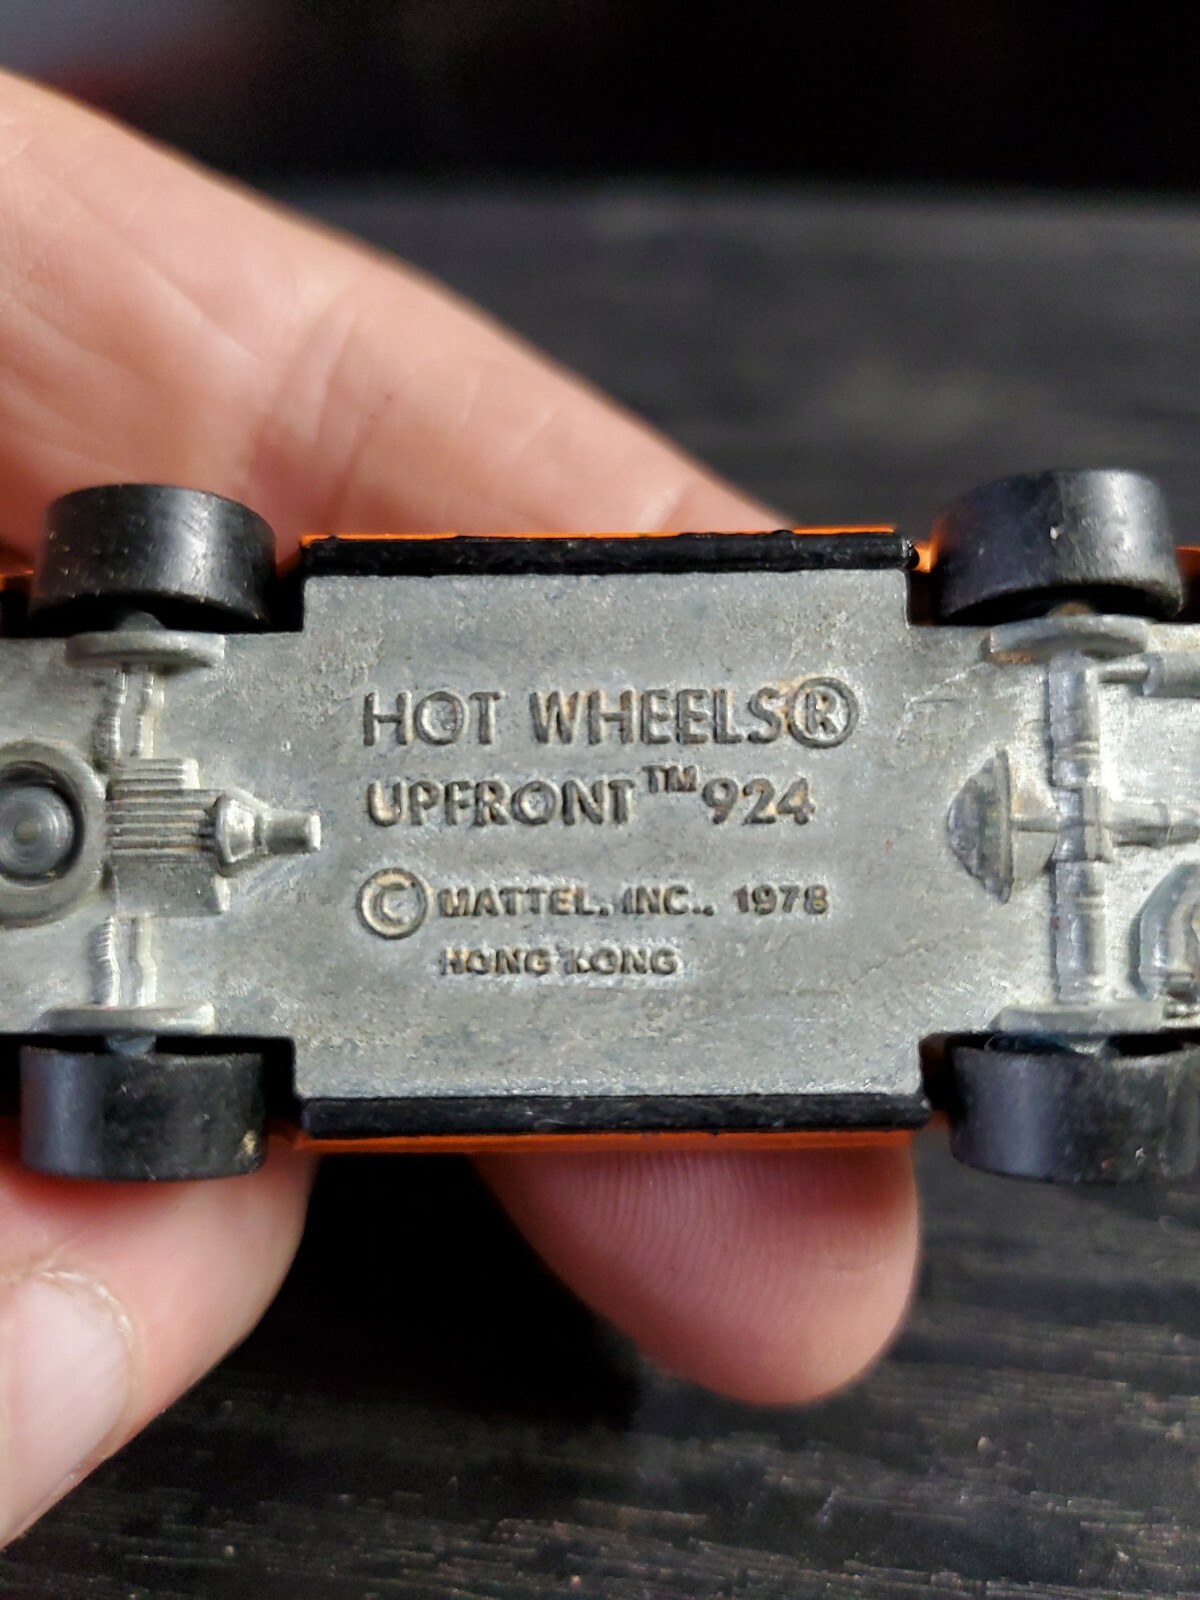 HOT WHEELS®
UPFRONT™ 924
© MATTEL, INC., 1978
HONG KONG